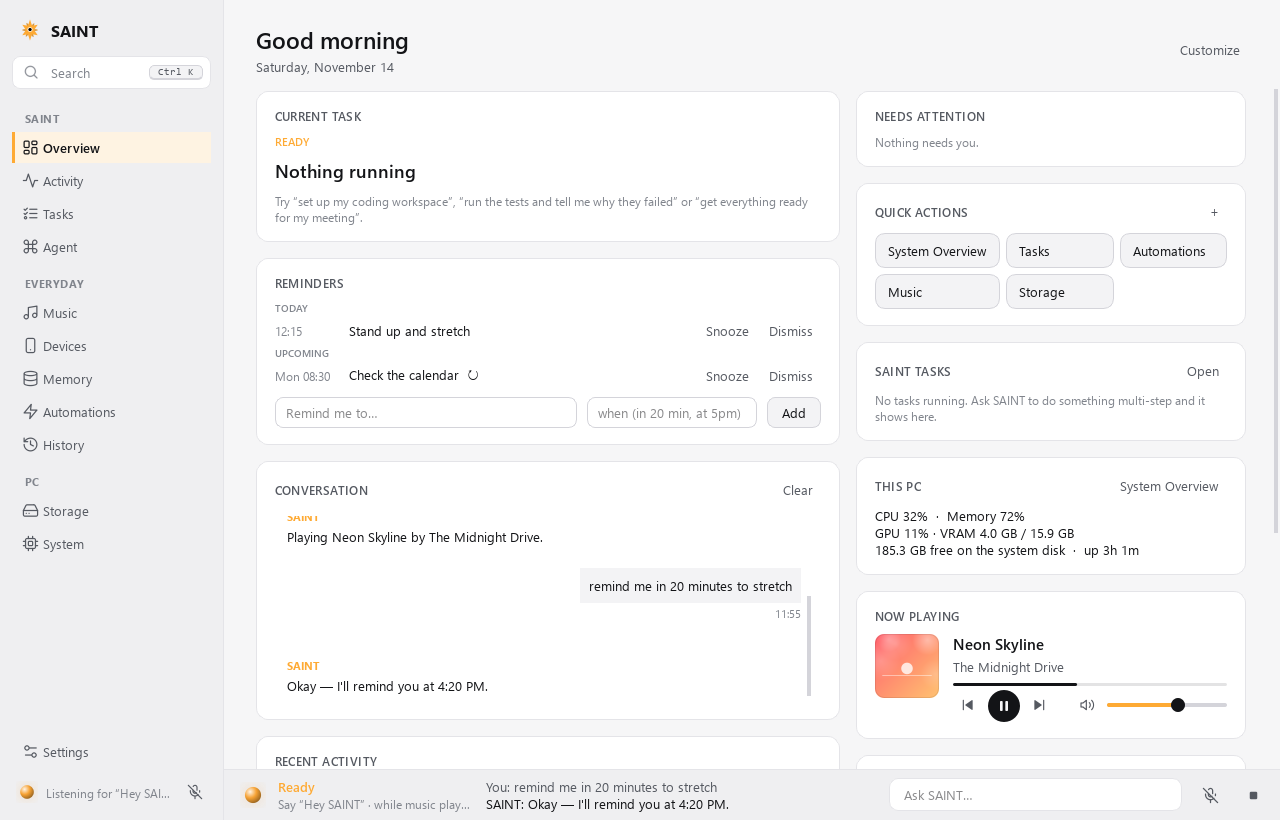 SAINT
Search
Ctrl K
SAINT
Overview
Activity
Tasks
Agent
EVERYDAY
Music
Devices
Memory
Automations
History
PC
Storage
System
Settings
Listening for “Hey SAI...
Good morning
Saturday, November 14
Customize
CURRENT TASK
READY
Nothing running
Try “set up my coding workspace”, “run the tests and tell me why they failed” or “get everything ready
for my meeting”.
REMINDERS
TODAY
12:15 Stand up and stretch Snooze Dismiss
UPCOMING
Mon 08:30 Check the calendar Snooze Dismiss
Remind me to... when (in 20 min, at 5pm) Add
CONVERSATION Clear
SAINT
Playing Neon Skyline by The Midnight Drive.
remind me in 20 minutes to stretch
11:55
SAINT
Okay — I'll remind you at 4:20 PM.
RECENT ACTIVITY
NEEDS ATTENTION
Nothing needs you.
QUICK ACTIONS +
System Overview Tasks Automations
Music Storage
SAINT TASKS Open
No tasks running. Ask SAINT to do something multi-step and it
shows here.
THIS PC System Overview
CPU 32% · Memory 72%
GPU 11% · VRAM 4.0 GB / 15.9 GB
185.3 GB free on the system disk · up 3h 1m
NOW PLAYING
Neon Skyline
The Midnight Drive
Ready
Say “Hey SAINT” · while music play...
You: remind me in 20 minutes to stretch
SAINT: Okay — I'll remind you at 4:20 PM.
Ask SAINT...